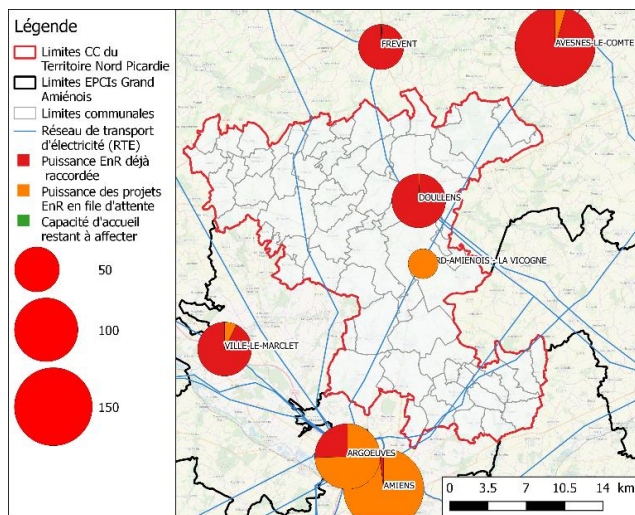 Légende
Limites CC du
Territoire Nord Picardie
Limites EPCIs Grand
Amiénois
Limites communales
Réseau de transport
d'électricité (RTE)
Puissance EnR déjà
raccordée
Puissance des projets
EnR en file d'attente
Capacité d'accueil
restant à affecter
50
100
150
FREVENT
AVESNES-LE-COMTE
DOULLENS
RD-AMIENOIS - LA VICOGNE
VILLE-LE-MARCLET
ARGOEUVES
AMIENS
0 3.5 7 10.5 14 km